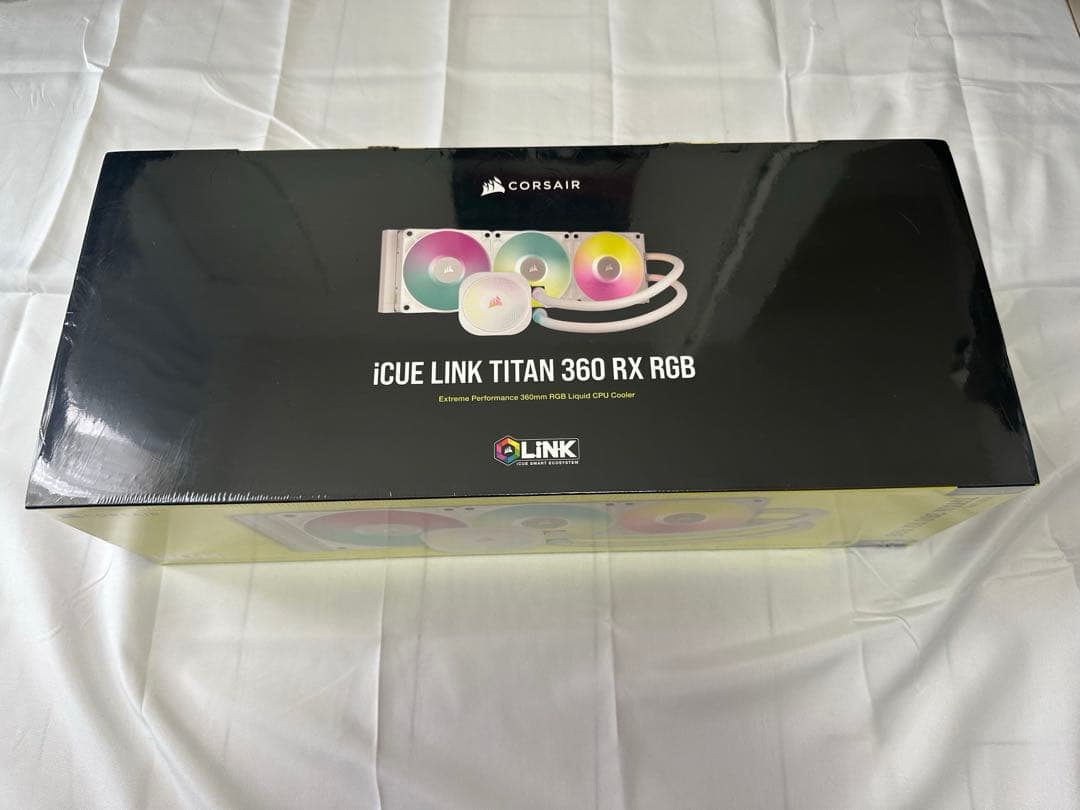 CORSAIR
iCUE LINK TITAN 360 RX RGB
Extreme Performance 360mm RGB Liquid CPU Cooler
LiNK
iCUE SMART ECOSYSTEM